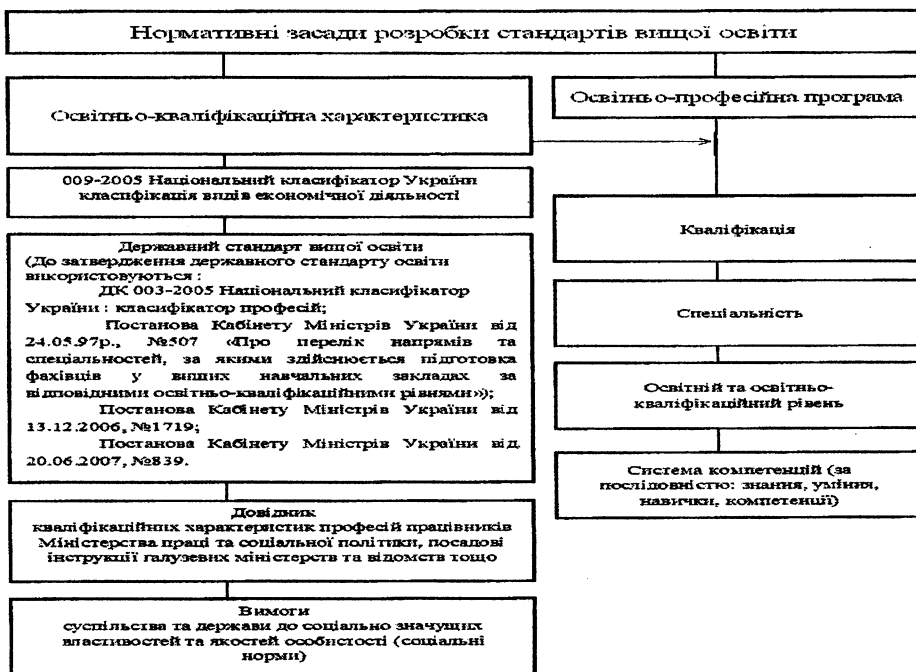 Нормативні засади розробки стандартів вищої освіти
Освітньо-кваліфікаційна характеристика
009-2005 Національний класифікатор України
класифікація видів економічної діяльності
Державний стандарт вищої освіти
(До затвердження державного стандарту освіти
використовуються :
ДК 003-2005 Національний класифікатор
України : класифікатор професій;
Постанова Кабінету Міністрів України від
24.05.97р., №507 «Про перелік напрямів та
спеціальностей, за якими здійснюється підготовка
фахівців у вищих навчальних закладах за
відповідними освітньо-кваліфікаційними рівнями»);
Постанова Кабінету Міністрів України від
13.12.2006, №1719;
Постанова Кабінету Міністрів України від
20.06.2007, №839.
Довідник
кваліфікаційних характеристик професій працівників
Міністерства праці та соціальної політики, посадові
інструкції галузевих міністерств та відомств тощо
Вимоги
суспільства та держави до соціально значущих
властивостей та якостей особистості (соціальні
норми)
Освітньо-професійна програма
Кваліфікація
Спеціальність
Освітній та освітньо-
кваліфікаційний рівень
Система компетенцій (за
послідовністю: знання, уміння,
навички, компетенції)